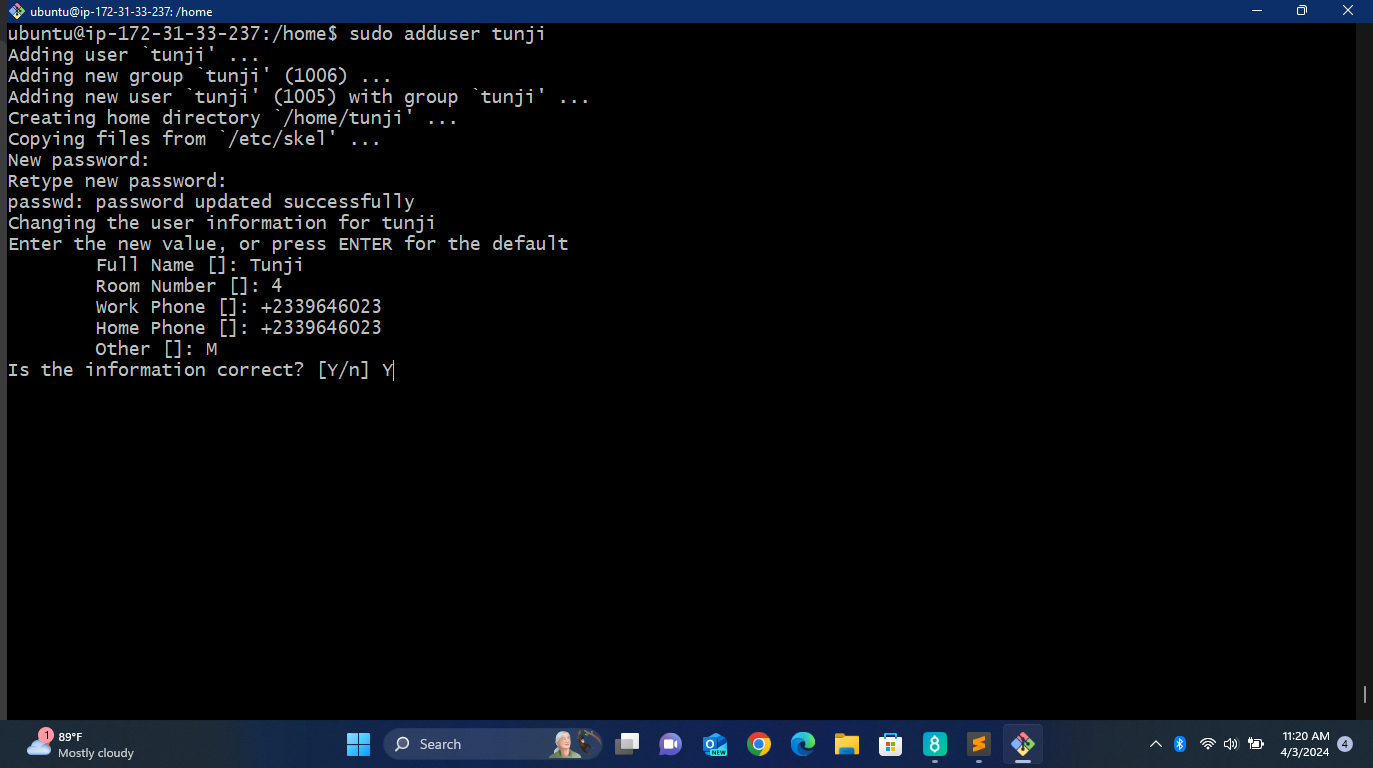 ubuntu@ip-172-31-33-237: /home
ubuntu@ip-172-31-33-237:/home$ sudo adduser tunji
Adding user `tunji' ...
Adding new group `tunji' (1006) ...
Adding new user `tunji' (1005) with group `tunji' ...
Creating home directory `/home/tunji' ...
Copying files from `/etc/skel' ...
New password:
Retype new password:
passwd: password updated successfully
Changing the user information for tunji
Enter the new value, or press ENTER for the default
Full Name []: Tunji
Room Number []: 4
Work Phone []: +2339646023
Home Phone []: +2339646023
Other []: M
Is the information correct? [Y/n] Y
1
89°F
Mostly cloudy
Search
NEW
8
11:20 AM
4/3/2024
4